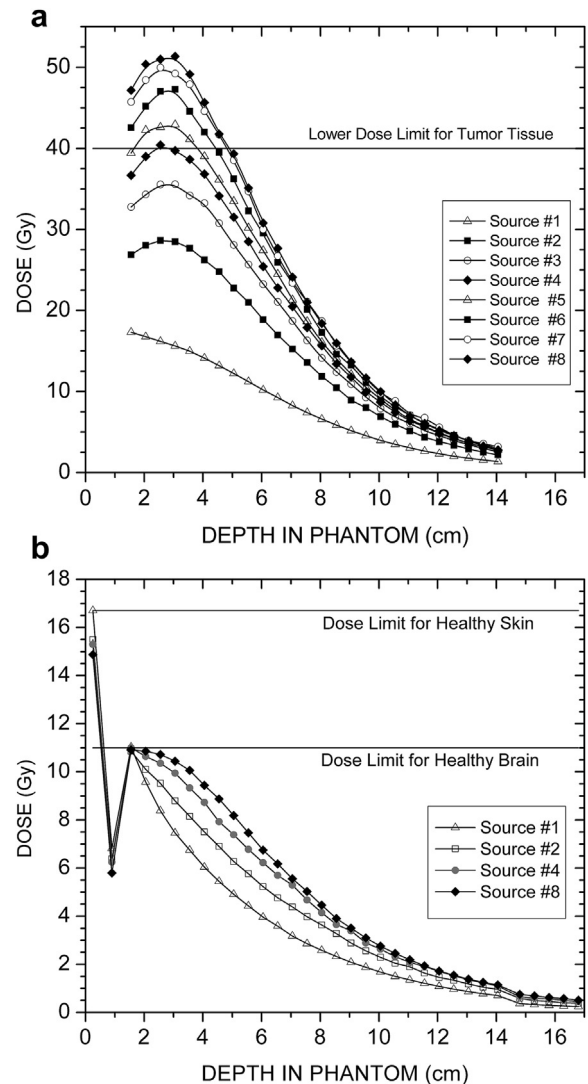 a
50
40
30
20
10
0
DOSE (Gy)
Lower Dose Limit for Tumor Tissue
Source #1
Source #2
Source #3
Source #4
Source #5
Source #6
Source #7
Source #8
0 2 4 6 8 10 12 14 16
DEPTH IN PHANTOM (cm)
b
18
16
14
12
10
8
6
4
2
0
DOSE (Gy)
Dose Limit for Healthy Skin
Dose Limit for Healthy Brain
Source #1
Source #2
Source #4
Source #8
0 2 4 6 8 10 12 14 16
DEPTH IN PHANTOM (cm)